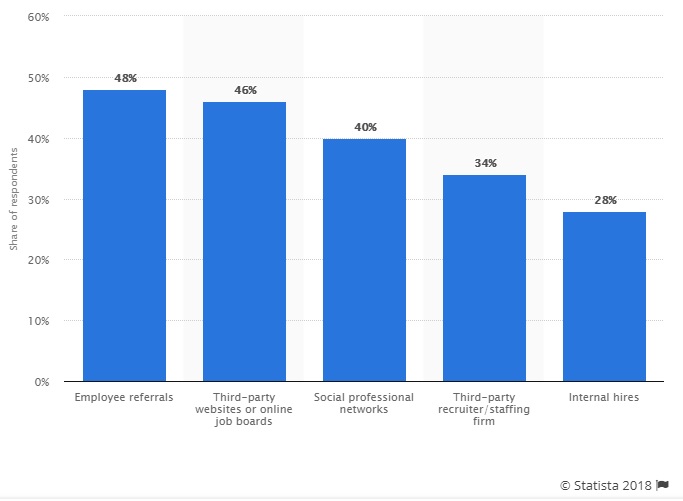 60%
50%
40%
30%
20%
10%
0%
Share of respondents
48%
46%
40%
34%
28%
Employee referrals
Third-party
websites or online
job boards
Social professional
networks
Third-party
recruiter/staffing
firm
Internal hires
© Statista 2018